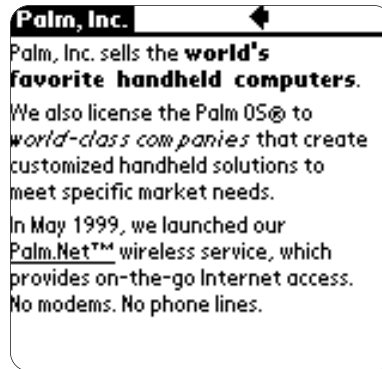 Palm, Inc.
Palm, Inc. sells the world's
favorite handheld computers.
We also license the Palm OS® to
world-class companies that create
customized handheld solutions to
meet specific market needs.
In May 1999, we launched our
Palm.Net™ wireless service, which
provides on-the-go Internet access.
No modems. No phone lines.